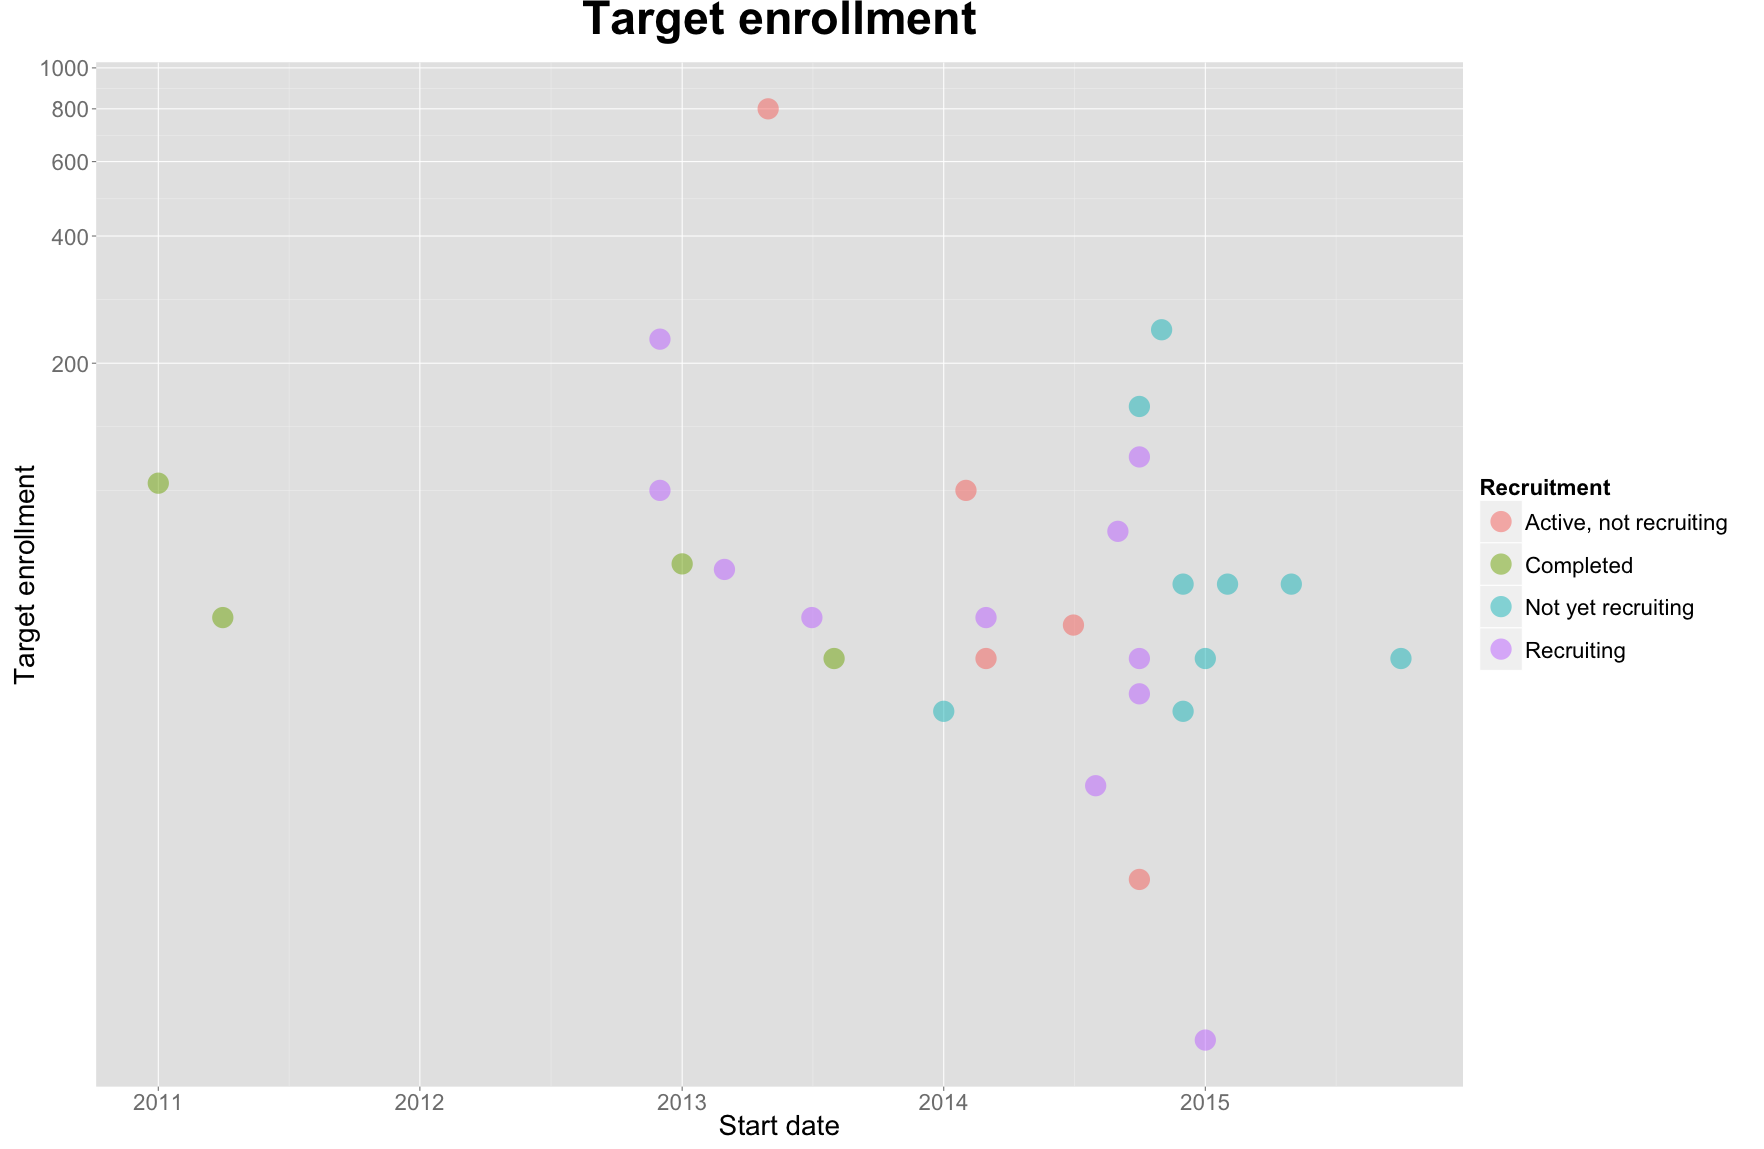 Target enrollment
1000
800
600
400
200
Target enrollment
2011
2012
2013
2014
2015
Start date
Recruitment
Active, not recruiting
Completed
Not yet recruiting
Recruiting